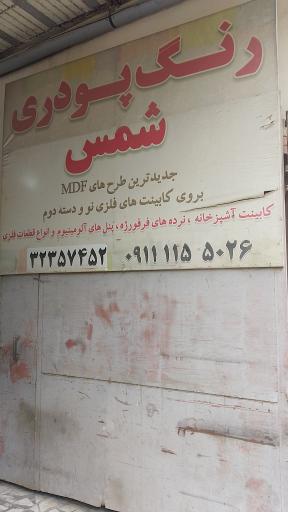 رنگ پودری
شمس
جدیدترین طرح های MDF
بروی کابینت های فلزی نو و دسته دوم
کابینت آشپزخانه ، نرده های فرفورژه ، پنل های آلومینیوم و انواع قطعات فلزی
۰۹۱۱ ۱۱۵ ۵۰۲۶ ۳۲۳۵۷۴۵۲